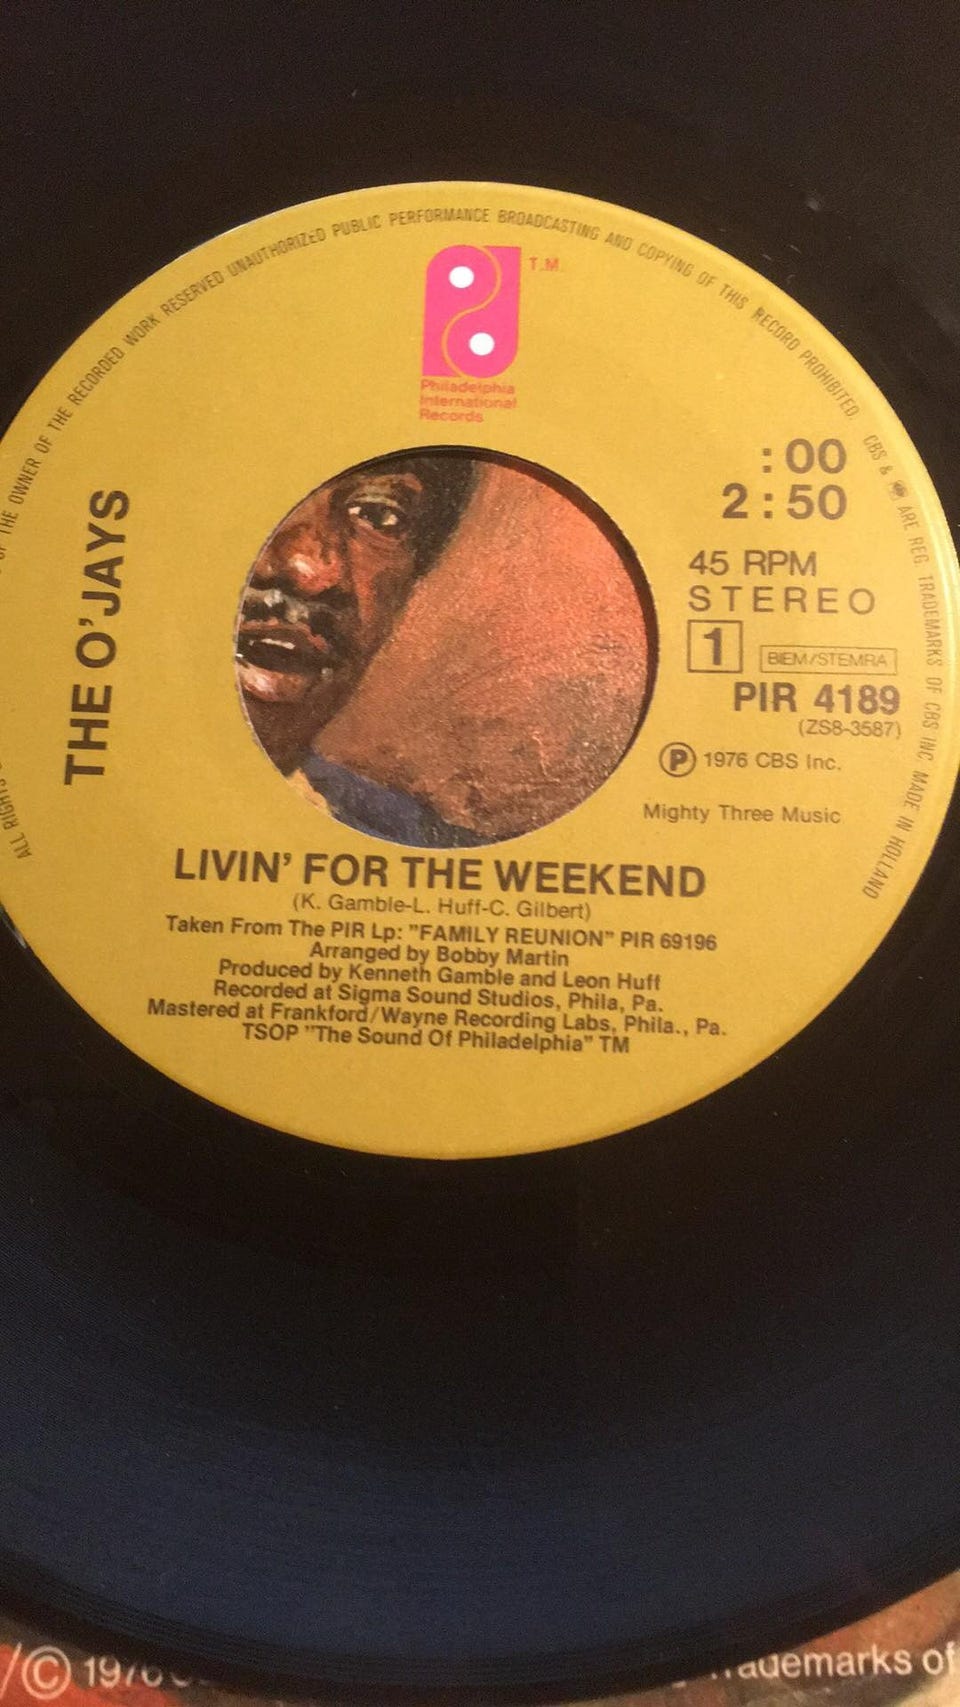 ALL RIGHTS OF THE OWNER OF THE RECORDED WORK RESERVED UNAUTHORIZED PUBLIC PERFORMANCE BROADCASTING AND COPYING OF THIS RECORD PROHIBITED. CBS & ARE REG. TRADEMARKS OF CBS INC. MADE IN HOLLAND
T.M.
Philadelphia
International
Records
:00
2:50
45 RPM
STEREO
1 BIEM/STEMRA
PIR 4189
(ZS8-3587)
Ⓟ 1976 CBS Inc.
Mighty Three Music
THE O'JAYS
LIVIN' FOR THE WEEKEND
(K. Gamble-L. Huff-C. Gilbert)
Taken From The PIR Lp: "FAMILY REUNION" PIR 69196
Arranged by Bobby Martin
Produced by Kenneth Gamble and Leon Huff
Recorded at Sigma Sound Studios, Phila, Pa.
Mastered at Frankford/Wayne Recording Labs, Phila., Pa.
TSOP "The Sound Of Philadelphia" TM
/© 1976
Trademarks of